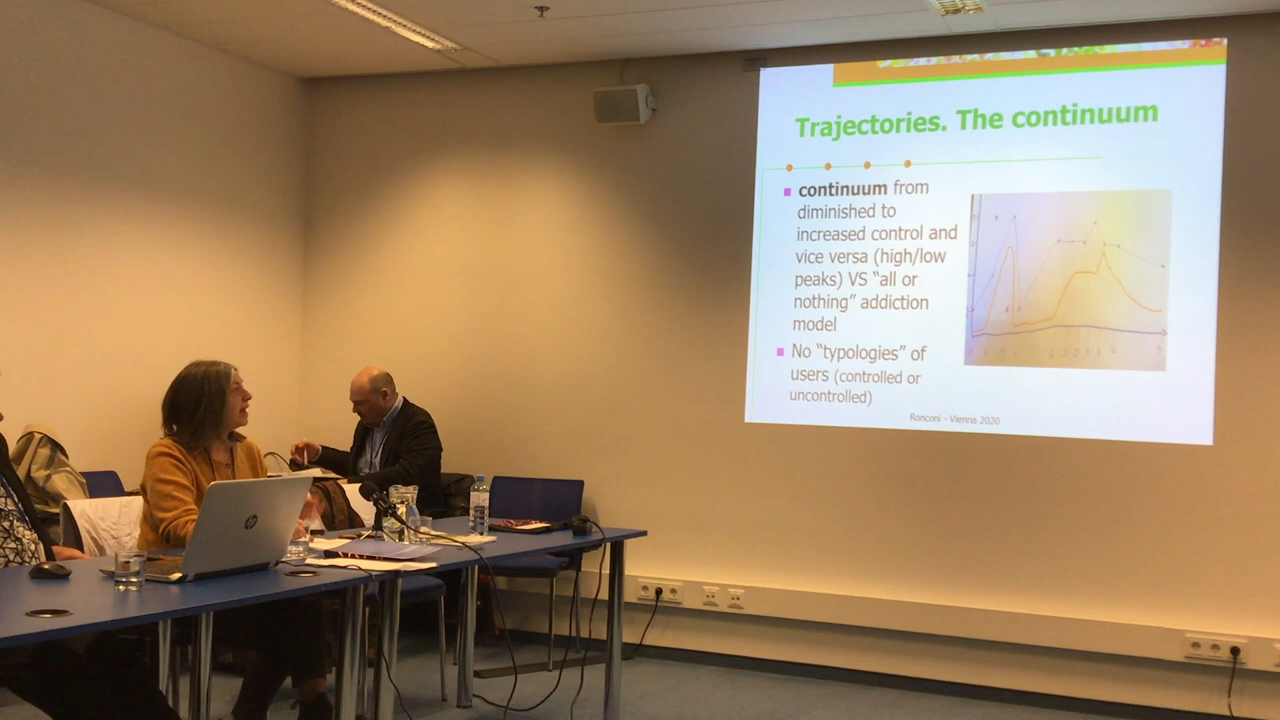 Trajectories. The continuum
continuum from
diminished to
increased control and
vice versa (high/low
peaks) VS “all or
nothing” addiction
model
No “typologies” of
users (controlled or
uncontrolled)
Ronconi - Vienna 2020
hp